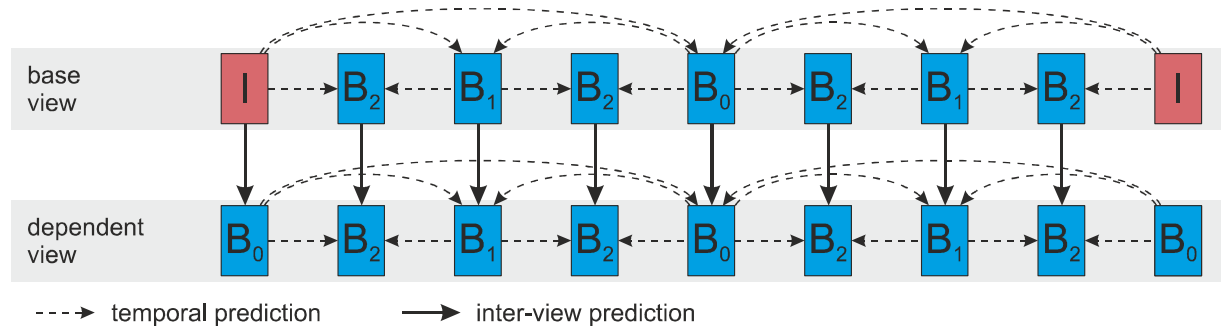 base
view
I B₂ B₁ B₂ B₀ B₂ B₁ B₂ I
dependent
view
B₀ B₂ B₁ B₂ B₀ B₂ B₁ B₂ B₀
temporal prediction inter-view prediction